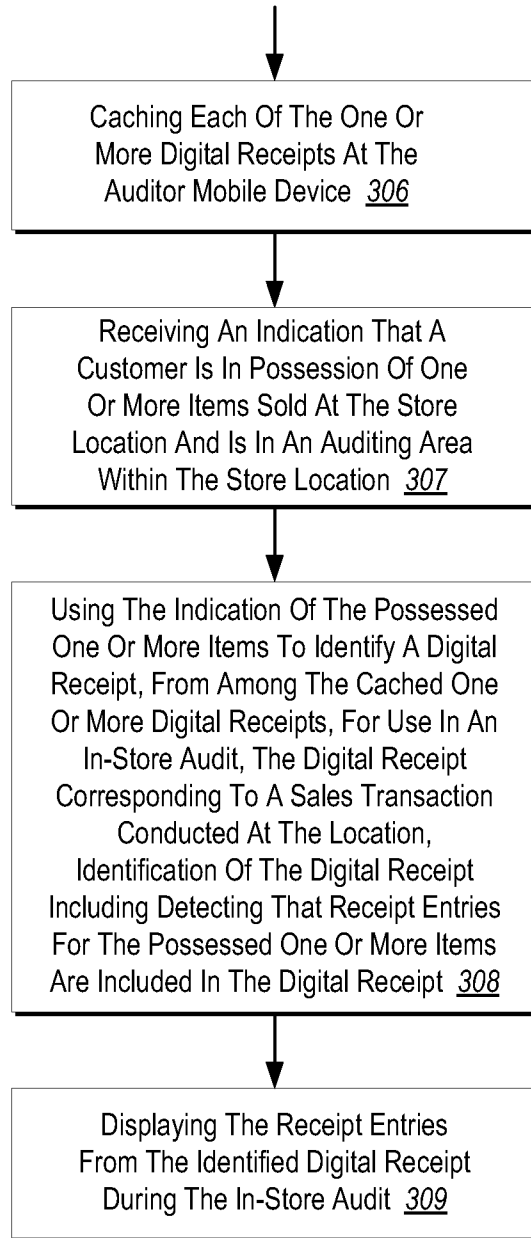 Caching Each Of The One Or
More Digital Receipts At The
Auditor Mobile Device 306
Receiving An Indication That A
Customer Is In Possession Of One
Or More Items Sold At The Store
Location And Is In An Auditing Area
Within The Store Location 307
Using The Indication Of The Possessed
One Or More Items To Identify A Digital
Receipt, From Among The Cached One
Or More Digital Receipts, For Use In An
In-Store Audit, The Digital Receipt
Corresponding To A Sales Transaction
Conducted At The Location,
Identification Of The Digital Receipt
Including Detecting That Receipt Entries
For The Possessed One Or More Items
Are Included In The Digital Receipt 308
Displaying The Receipt Entries
From The Identified Digital Receipt
During The In-Store Audit 309